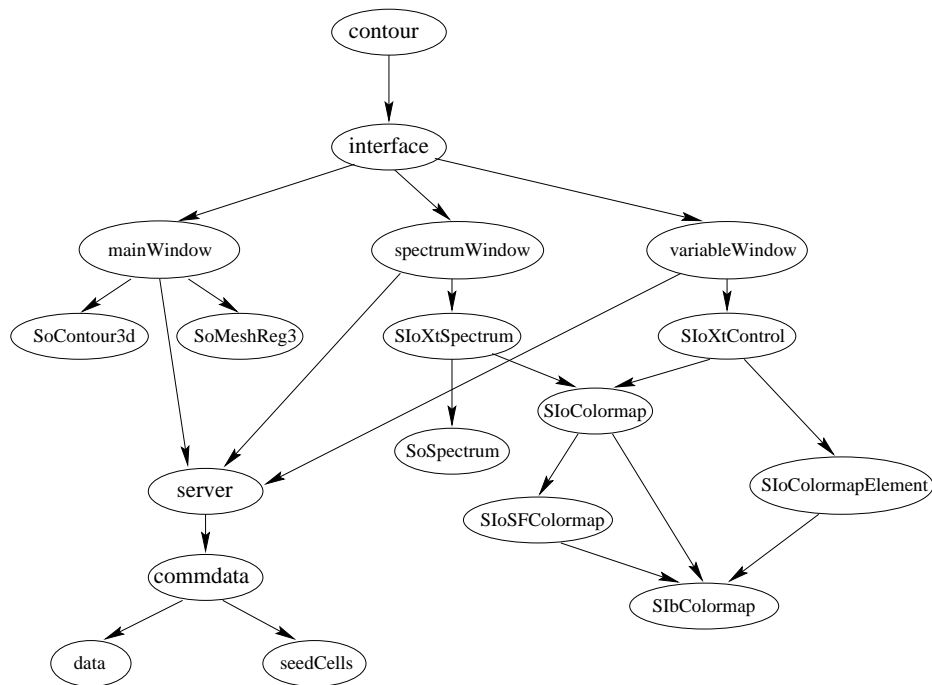 contour
interface
mainWindow
spectrumWindow
variableWindow
SoContour3d
SoMeshReg3
SIoXtSpectrum
SIoXtControl
SIoColormap
SoSpectrum
server
SIoColormapElement
SIoSFColormap
commdata
SIbColormap
data
seedCells